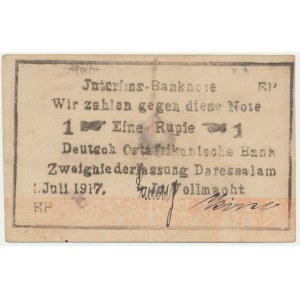 Interims-Banknote EP
Wir zahlen gegen diese Note
1 Eine Rupie 1
Deutsch Ostafrikanische Bank
Zweigniederlassung Daressalam
1.Juli 1917. Vollmacht
EP